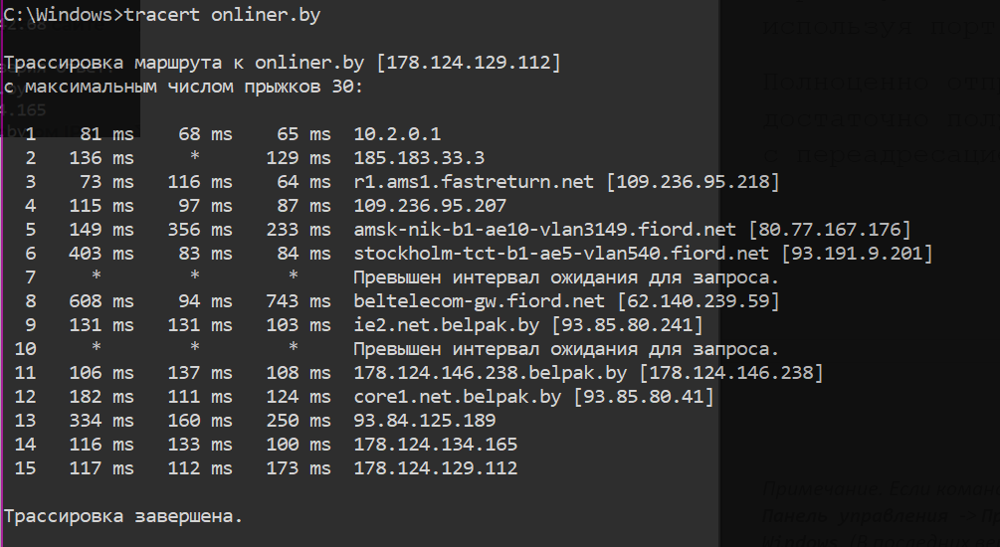 C:\Windows>tracert onliner.by
используя
Трассировка маршрута к onliner.by [178.124.129.112]
с максимальным числом прыжков 30:
1 81 ms 68 ms 65 ms 10.2.0.1
2 136 ms * 129 ms 185.183.33.3
3 73 ms 116 ms 64 ms r1.ams1.fastreturn.net [109.236.95.218]
4 115 ms 97 ms 87 ms 109.236.95.207
5 149 ms 356 ms 233 ms amsk-nik-b1-ae10-vlan3149.fiord.net [80.77.167.176]
6 403 ms 83 ms 84 ms stockholm-tct-b1-ae5-vlan540.fiord.net [93.191.9.201]
7 * * * Превышен интервал ожидания для запроса.
8 608 ms 94 ms 743 ms beltelecom-gw.fiord.net [62.140.239.59]
9 131 ms 131 ms 103 ms ie2.net.belpak.by [93.85.80.241]
10 * * * Превышен интервал ожидания для запроса.
11 106 ms 137 ms 108 ms 178.124.146.238.belpak.by [178.124.146.238]
12 182 ms 111 ms 124 ms core1.net.belpak.by [93.85.80.41]
13 334 ms 160 ms 250 ms 93.84.125.189
14 116 ms 133 ms 100 ms 178.124.134.165
15 117 ms 112 ms 173 ms 178.124.129.112
Трассировка завершена.
Примечание. Если
Панель управления ->